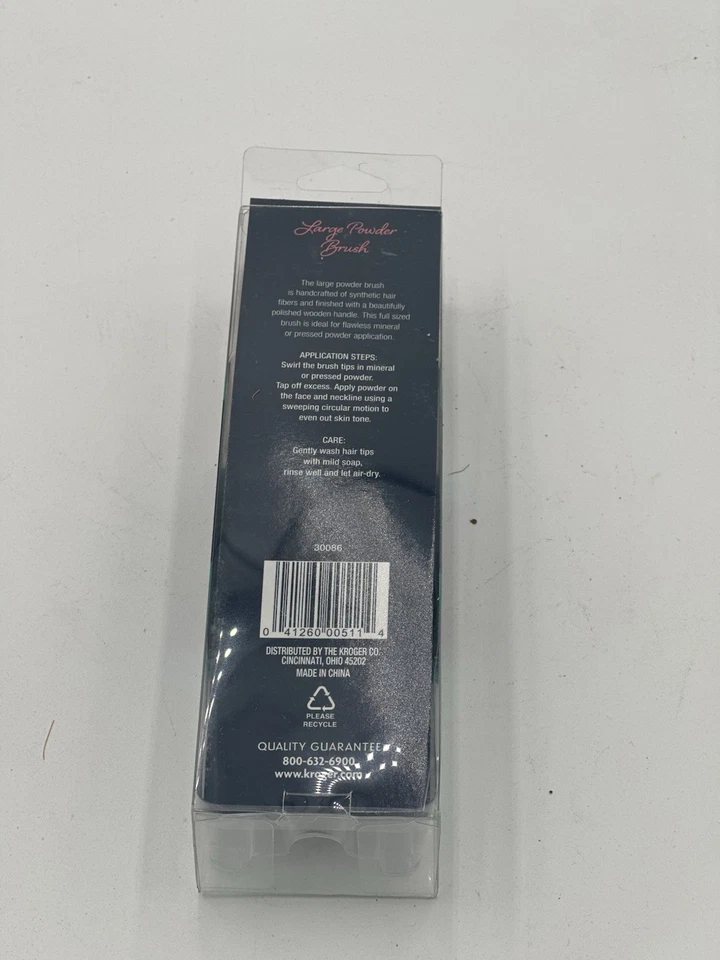 Large Powder
Brush
The large powder brush
is handcrafted of synthetic hair
fibers and finished with a beautifully
polished wooden handle. This full sized
brush is ideal for flawless mineral
or pressed powder application.
APPLICATION STEPS:
Swirl the brush tips in mineral
or pressed powder.
Tap off excess. Apply powder on
the face and neckline using a
sweeping circular motion to
even out skin tone.
CARE:
Gently wash hair tips
with mild soap,
rinse well and let air-dry.
30086
0 41260 00511 4
DISTRIBUTED BY THE KROGER CO.
CINCINNATI, OHIO 45202
MADE IN CHINA
PLEASE
RECYCLE
QUALITY GUARANTEE
800-632-6900
www.kroger.com